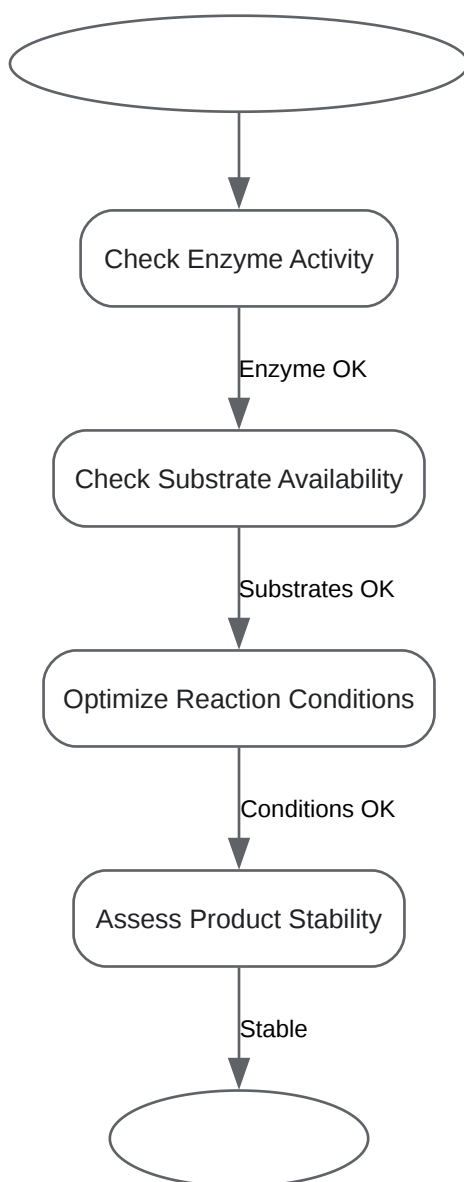 Check Enzyme Activity
Enzyme OK
Check Substrate Availability
Substrates OK
Optimize Reaction Conditions
Conditions OK
Assess Product Stability
Stable